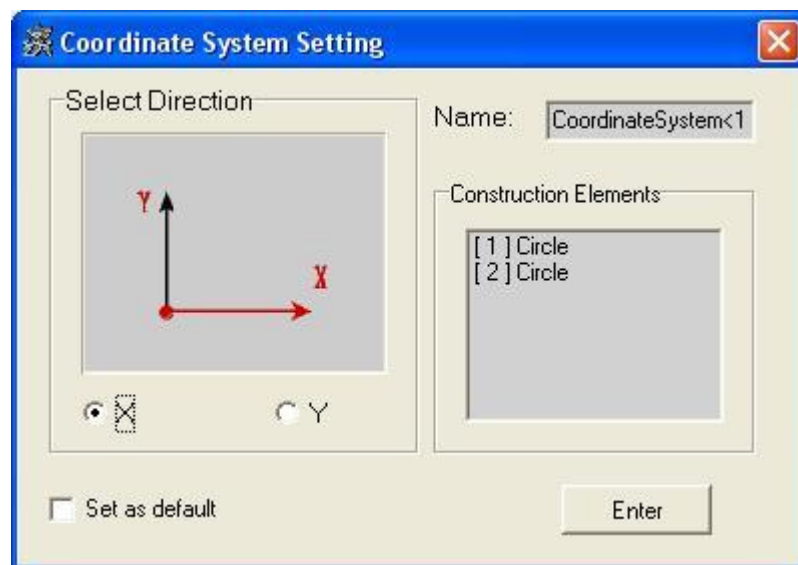 Coordinate System Setting
Select Direction
Name: CoordinateSystem<1
Y
X
Construction Elements
[ 1 ] Circle
[ 2 ] Circle
X Y
Set as default
Enter